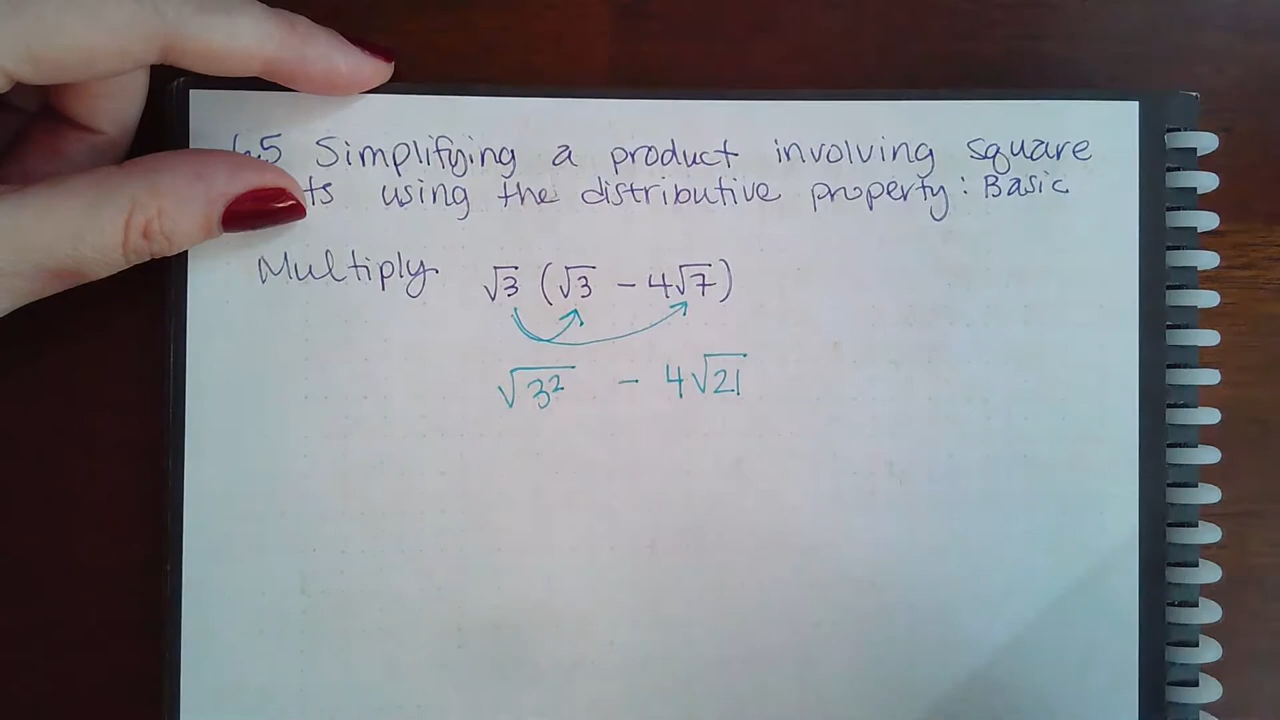 Simplifying a product involving square
using the distributive property: Basic
Multiply √3 (√3 - 4√7)
√3² - 4√21